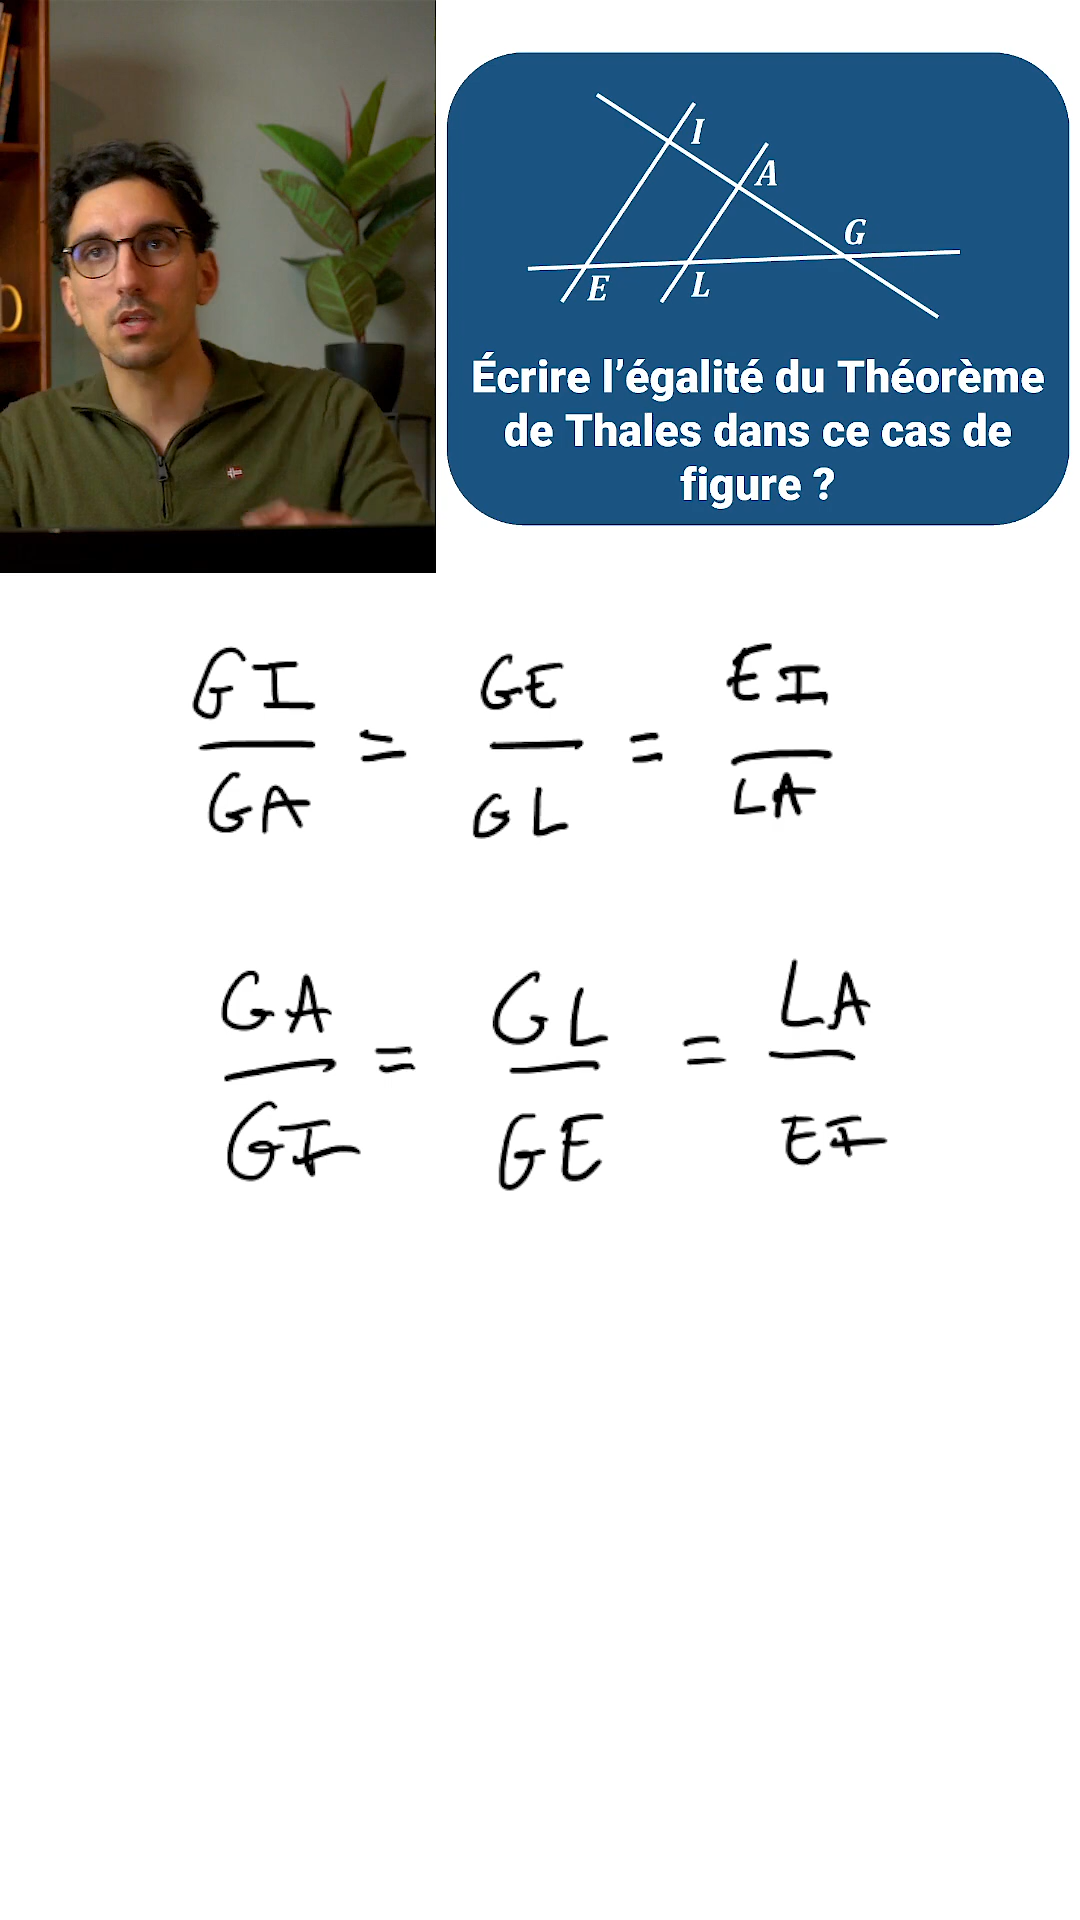 I
A
G
E
L
Écrire l’égalité du Théorème
de Thales dans ce cas de
figure ?
GI GE EI
= =
GA GL LA
GA GL LA
= =
GI GE EI